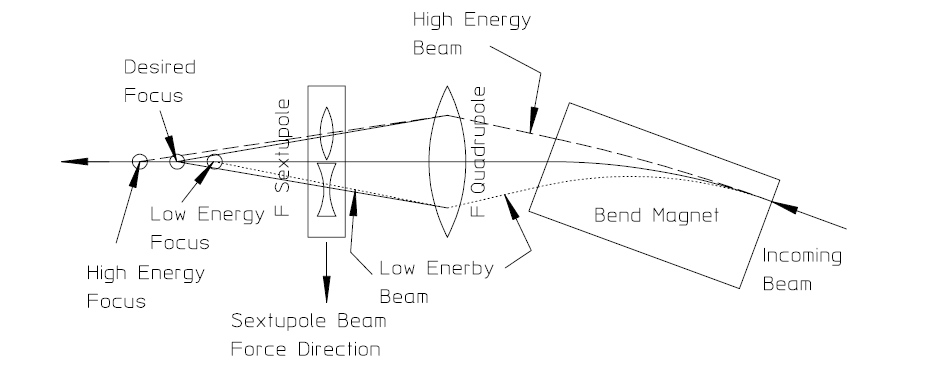 High Energy
Beam
Desired
Focus
F Sextupole
F Quadrupole
Bend Magnet
Low Energy
Focus
High Energy
Focus
Low Enerby
Beam
Incoming
Beam
Sextupole Beam
Force Direction